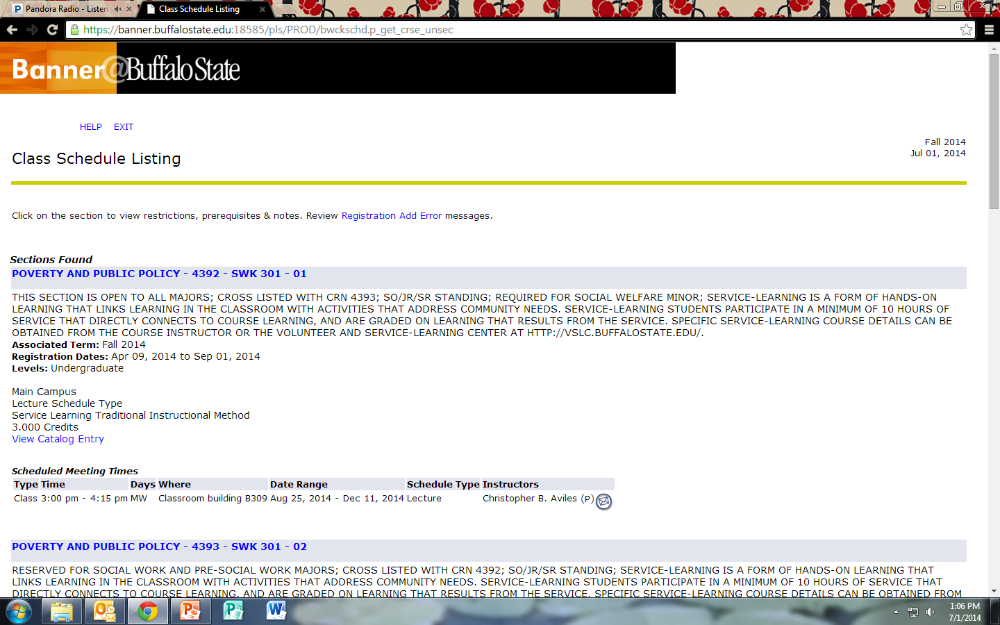 Pandora Radio - Listen
Class Schedule Listing
https://banner.buffalostate.edu:18585/pls/PROD/bwckschd.p_get_crse_unsec
Banner@Buffalo State
HELP EXIT
Fall 2014
Jul 01, 2014
Class Schedule Listing
Click on the section to view restrictions, prerequisites & notes. Review Registration Add Error messages.
Sections Found
POVERTY AND PUBLIC POLICY - 4392 - SWK 301 - 01
THIS SECTION IS OPEN TO ALL MAJORS; CROSS LISTED WITH CRN 4393; SO/JR/SR STANDING; REQUIRED FOR SOCIAL WELFARE MINOR; SERVICE-LEARNING IS A FORM OF HANDS-ON
LEARNING THAT LINKS LEARNING IN THE CLASSROOM WITH ACTIVITIES THAT ADDRESS COMMUNITY NEEDS. SERVICE-LEARNING STUDENTS PARTICIPATE IN A MINIMUM OF 10 HOURS OF
SERVICE THAT DIRECTLY CONNECTS TO COURSE LEARNING, AND ARE GRADED ON LEARNING THAT RESULTS FROM THE SERVICE. SPECIFIC SERVICE-LEARNING COURSE DETAILS CAN BE
OBTAINED FROM THE COURSE INSTRUCTOR OR THE VOLUNTEER AND SERVICE-LEARNING CENTER AT HTTP://VSLC.BUFFALOSTATE.EDU/.
Associated Term: Fall 2014
Registration Dates: Apr 09, 2014 to Sep 01, 2014
Levels: Undergraduate
Main Campus
Lecture Schedule Type
Service Learning Traditional Instructional Method
3.000 Credits
View Catalog Entry
Scheduled Meeting Times
Type Time Days Where Date Range Schedule Type Instructors
Class 3:00 pm - 4:15 pm MW Classroom building B309 Aug 25, 2014 - Dec 11, 2014 Lecture Christopher B. Aviles (P)
POVERTY AND PUBLIC POLICY - 4393 - SWK 301 - 02
RESERVED FOR SOCIAL WORK AND PRE-SOCIAL WORK MAJORS; CROSS LISTED WITH CRN 4392; SO/JR/SR STANDING; SERVICE-LEARNING IS A FORM OF HANDS-ON LEARNING THAT
LINKS LEARNING IN THE CLASSROOM WITH ACTIVITIES THAT ADDRESS COMMUNITY NEEDS. SERVICE-LEARNING STUDENTS PARTICIPATE IN A MINIMUM OF 10 HOURS OF SERVICE THAT
DIRECTLY CONNECTS TO COURSE LEARNING, AND ARE GRADED ON LEARNING THAT RESULTS FROM THE SERVICE. SPECIFIC SERVICE-LEARNING COURSE DETAILS CAN BE OBTAINED FROM
1:06 PM
7/1/2014